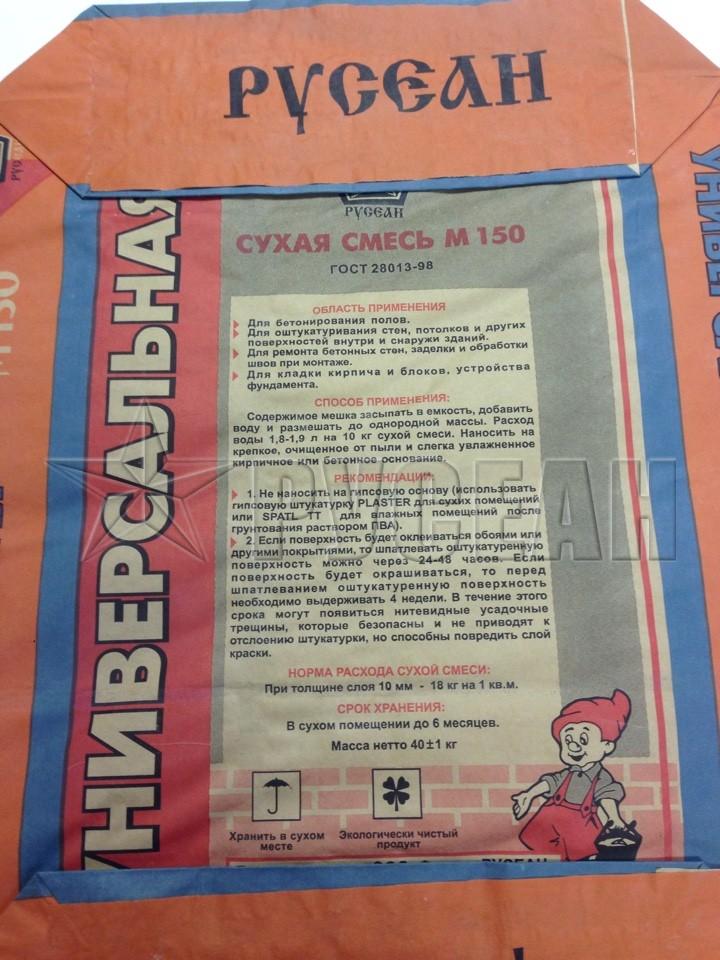 РУСЕАН
РУСЕАН
УНИВЕРСАЛЬНАЯ
СУХАЯ СМЕСЬ М 150
ГОСТ 28013-98
ОБЛАСТЬ ПРИМЕНЕНИЯ
Для бетонирования полов.
Для оштукатуривания стен, потолков и других
поверхностей внутри и снаружи зданий.
Для ремонта бетонных стен, заделки и обработки
швов при монтаже.
Для кладки кирпича и блоков, устройства
фундамента.
СПОСОБ ПРИМЕНЕНИЯ:
Содержимое мешка засыпать в емкость, добавить
воду и размешать до однородной массы. Расход
воды 1,8-1,9 л на 10 кг сухой смеси. Наносить на
крепкое, очищенное от пыли и слегка увлажненное
кирпичное или бетонное основание.
РЕКОМЕНДАЦИИ:
1. Не наносить на гипсовую основу (использовать
гипсовую штукатурку PLASTER для сухих помещений
или SPATL TT для влажных помещений после
грунтования раствором ПВА).
2. Если поверхность будет оклеиваться обоями или
другими покрытиями, то шпатлевать оштукатуренную
поверхность можно через 24-48 часов. Если
поверхность будет окрашиваться, то перед
шпатлеванием оштукатуренную поверхность
необходимо выдерживать 4 недели. В течение этого
срока могут появиться нитевидные усадочные
трещины, которые безопасны и не приводят к
отслоению штукатурки, но способны повредить слой
краски.
НОРМА РАСХОДА СУХОЙ СМЕСИ:
При толщине слоя 10 мм - 18 кг на 1 кв.м.
СРОК ХРАНЕНИЯ:
В сухом помещении до 6 месяцев.
Масса нетто 40±1 кг
Хранить в сухом
месте
Экологически чистый
продукт
РУСЕАН
РУСЕАН